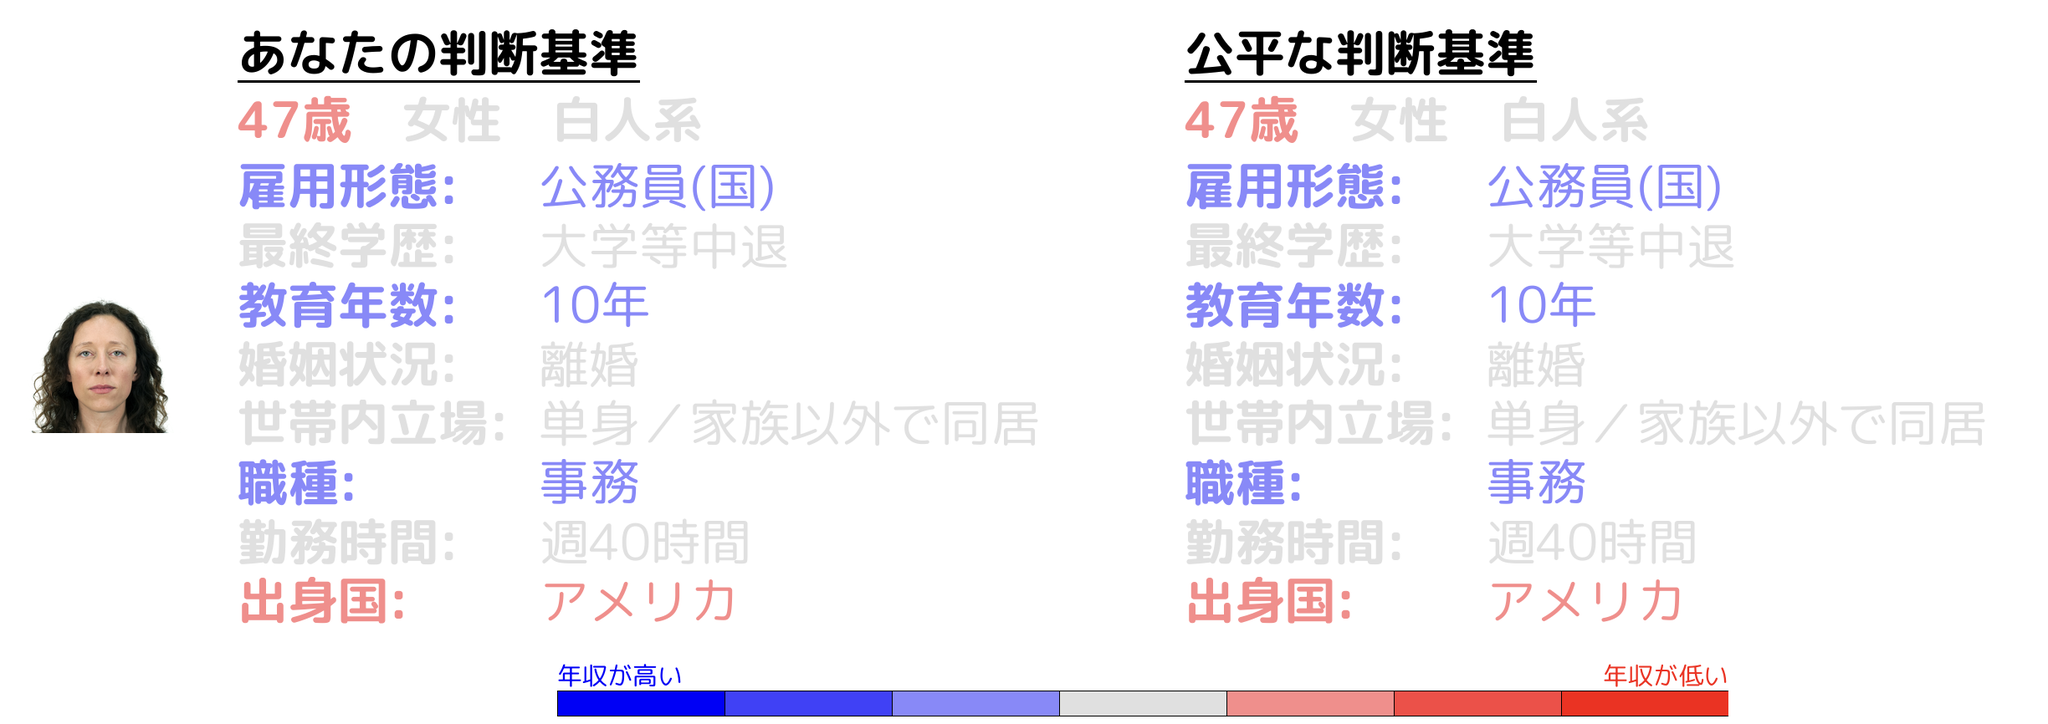 あなたの判断基準
47歳 女性 白人系
雇用形態: 公務員(国)
最終学歴: 大学等中退
教育年数: 10年
婚姻状況: 離婚
世帯内立場: 単身／家族以外で同居
職種: 事務
勤務時間: 週40時間
出身国: アメリカ
公平な判断基準
47歳 女性 白人系
雇用形態: 公務員(国)
最終学歴: 大学等中退
教育年数: 10年
婚姻状況: 離婚
世帯内立場: 単身／家族以外で同居
職種: 事務
勤務時間: 週40時間
出身国: アメリカ
年収が高い
年収が低い